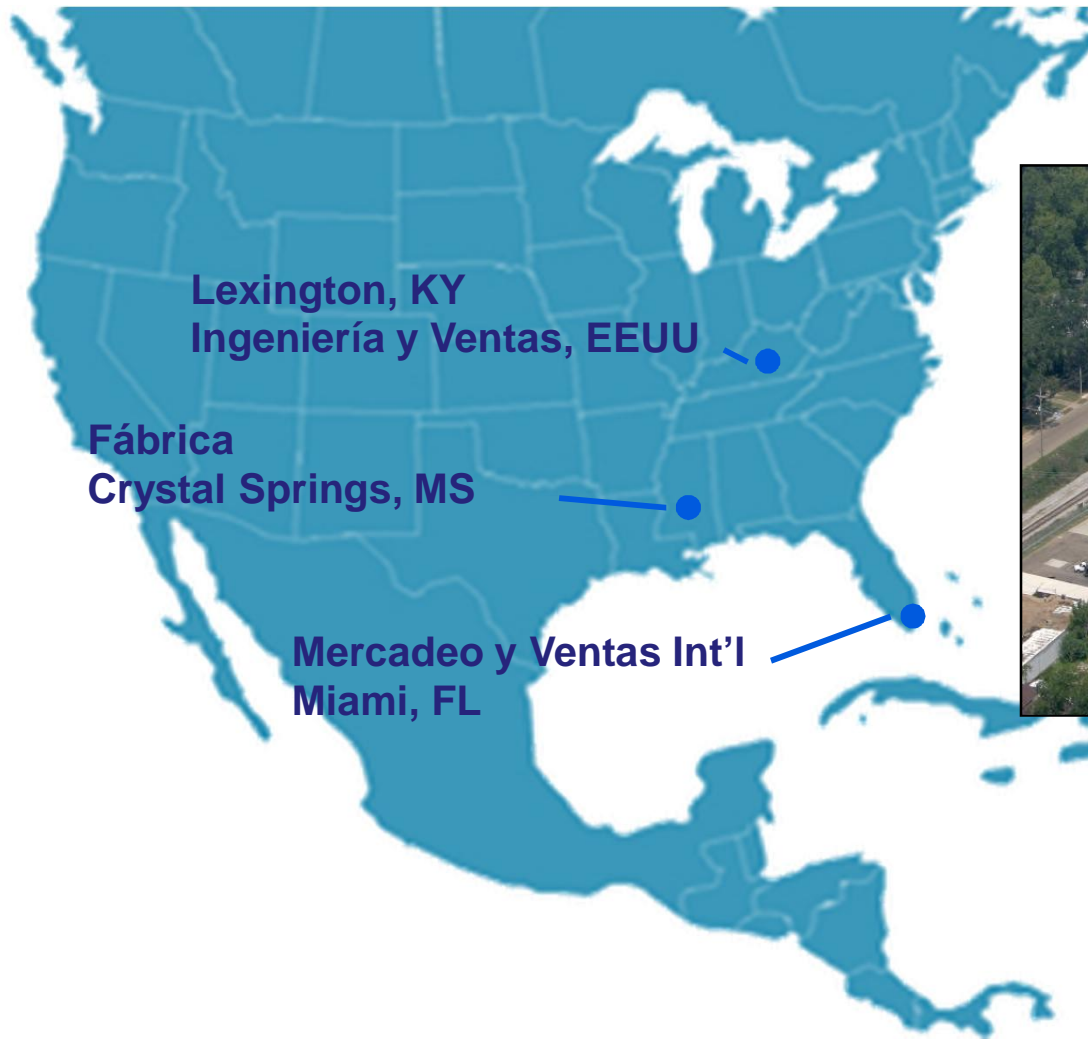 Lexington, KY
Ingeniería y Ventas, EEUU
Fábrica
Crystal Springs, MS
Mercadeo y Ventas Int’l
Miami, FL